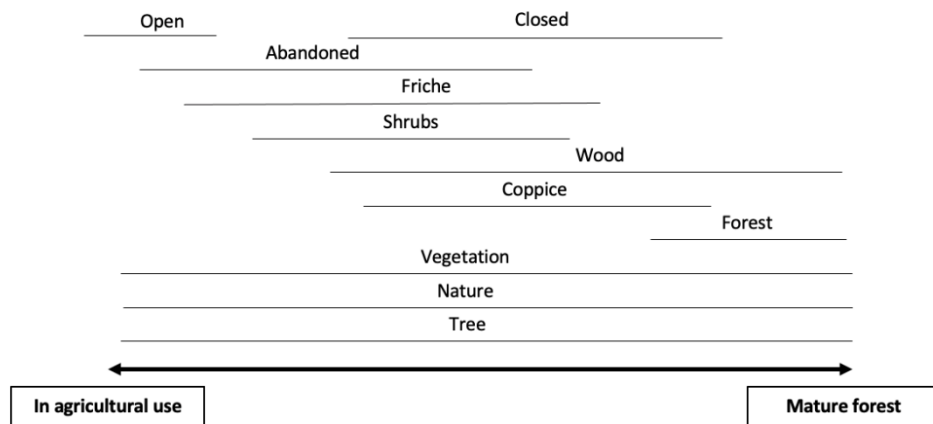 Open
Closed
Abandoned
Friche
Shrubs
Wood
Coppice
Forest
Vegetation
Nature
Tree
In agricultural use
Mature forest